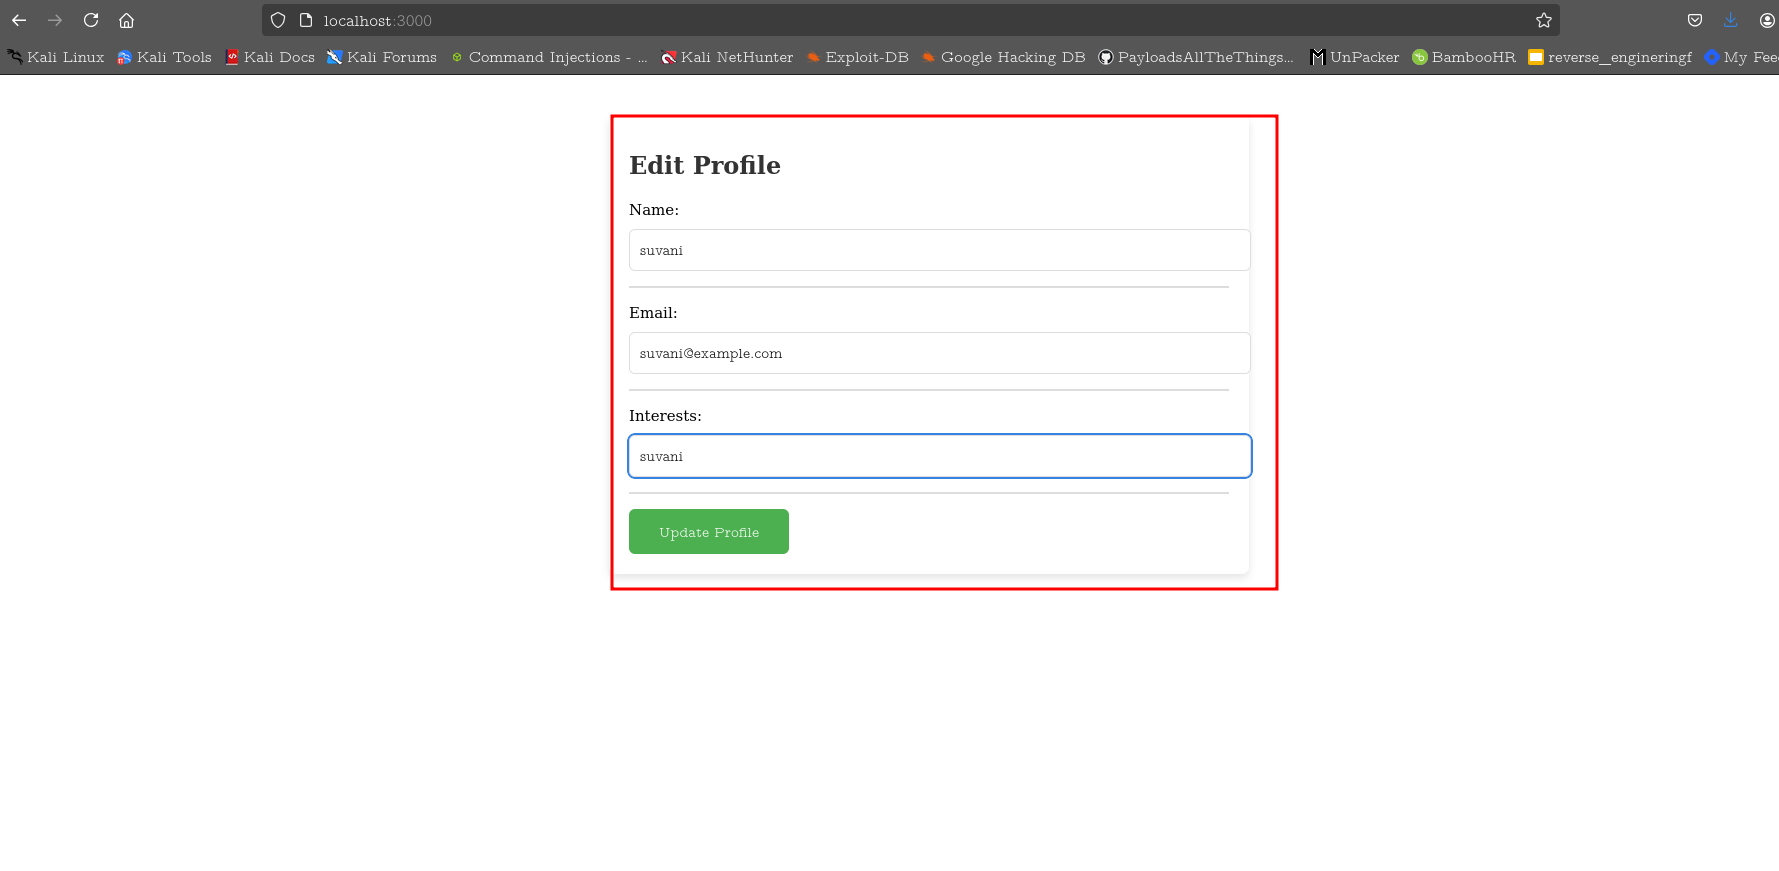 localhost:3000
Kali Linux Kali Tools Kali Docs Kali Forums Command Injections - ... Kali NetHunter Exploit-DB Google Hacking DB PayloadsAllTheThings... UnPacker BambooHR reverse_engineringf My Fee
Edit Profile
Name:
suvani
Email:
suvani@example.com
Interests:
suvani
Update Profile